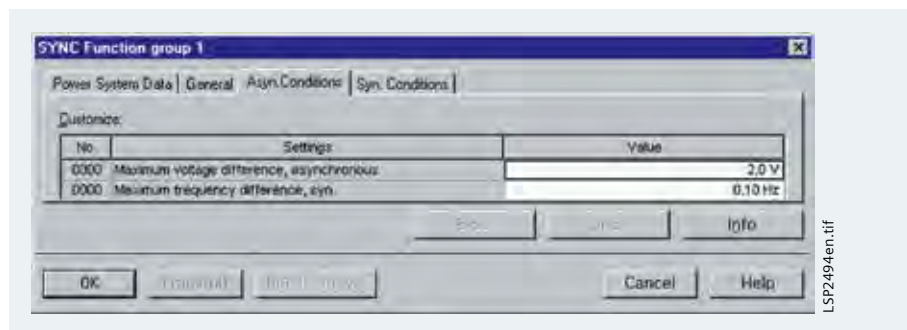 SYNC Function group 1
Power System Data General Asyn.Conditions Syn. Conditions
Customize:
No. Settings Value
0000 Maximum voltage difference, asynchronous 2,0 V
0000 Maximum frequency difference, syn. 0,10 Hz
Info
OK Cancel Help
LSP2494en.tif